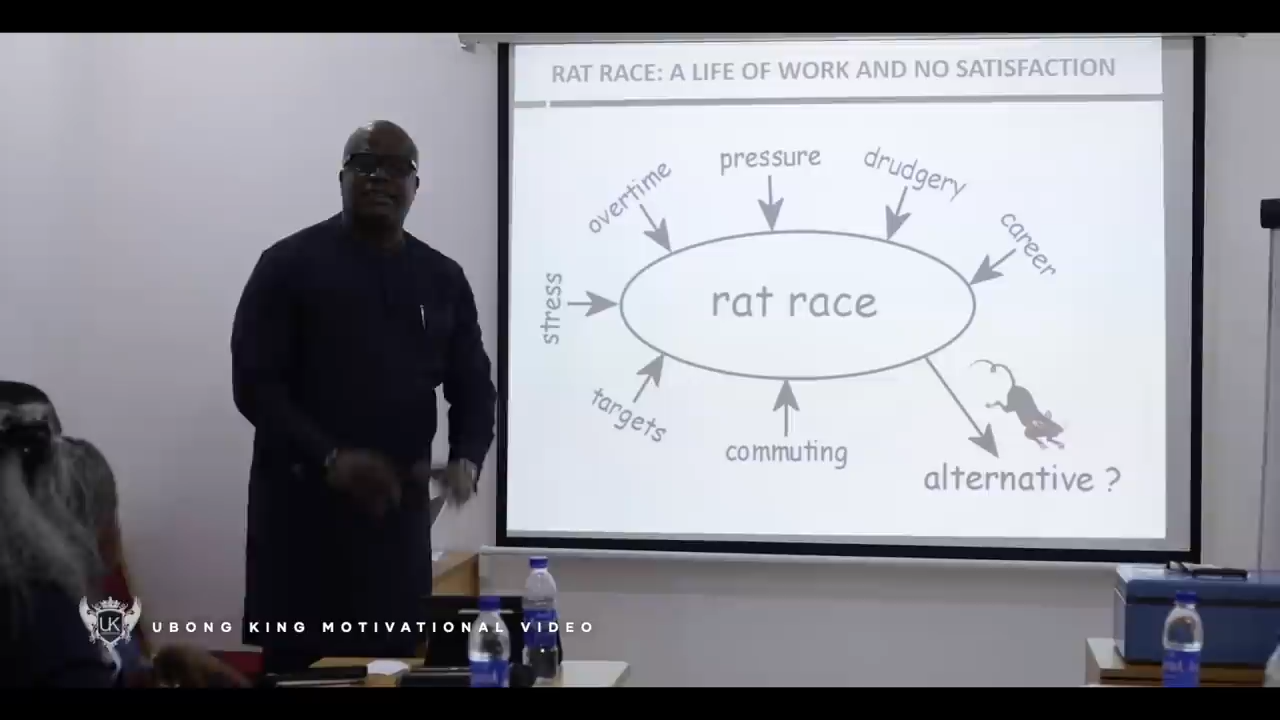 RAT RACE: A LIFE OF WORK AND NO SATISFACTION
pressure
drudgery
overtime
career
stress
rat race
targets
commuting
alternative ?
UK
UBONG KING MOTIVATIONAL VIDEO